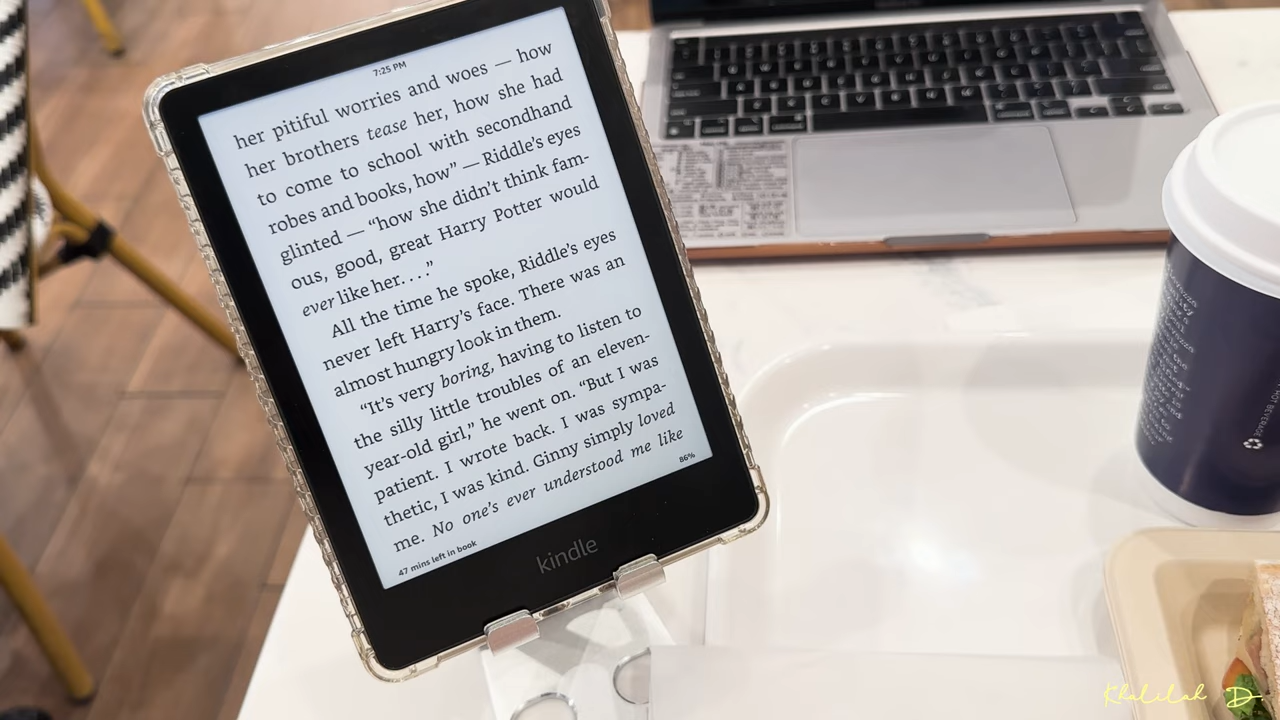 7:25 PM
her pitiful worries and woes — how
her brothers tease her, how she had
to come to school with secondhand
robes and books, how” — Riddle’s eyes
glinted — “how she didn’t think fam-
ous, good, great Harry Potter would
ever like her. . . .”
All the time he spoke, Riddle’s eyes
never left Harry’s face. There was an
almost hungry look in them.
“It’s very boring, having to listen to
the silly little troubles of an eleven-
year-old girl,” he went on. “But I was
patient. I wrote back. I was sympa-
thetic, I was kind. Ginny simply loved
me. No one’s ever understood me like
47 mins left in book
86%
kindle
Khalilah D.